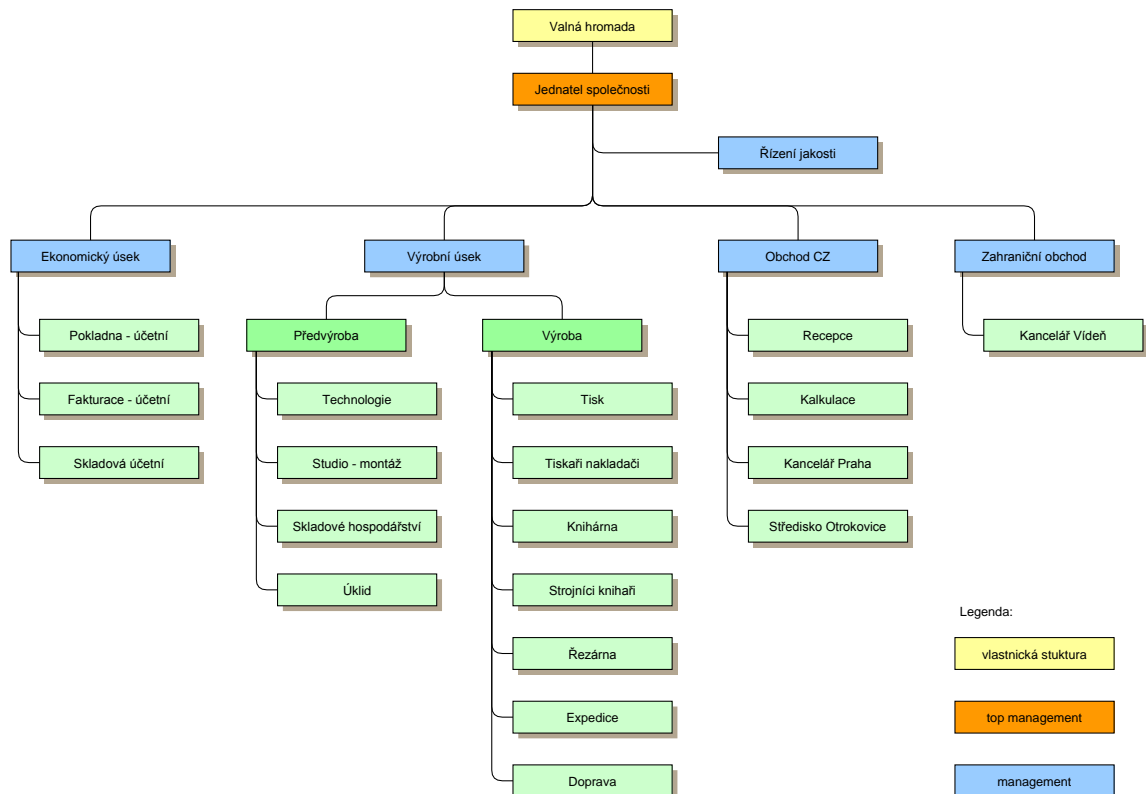 Valná hromada
Jednatel společnosti
Řízení jakosti
Ekonomický úsek
Výrobní úsek
Obchod CZ
Zahraniční obchod
Pokladna - účetní
Předvýroba
Výroba
Recepce
Kancelář Vídeň
Fakturace - účetní
Technologie
Tisk
Kalkulace
Skladová účetní
Studio - montáž
Tiskaři nakladači
Kancelář Praha
Skladové hospodářství
Knihárna
Středisko Otrokovice
Úklid
Strojníci knihaři
Legenda:
Řezárna
vlastnická stuktura
Expedice
top management
Doprava
management